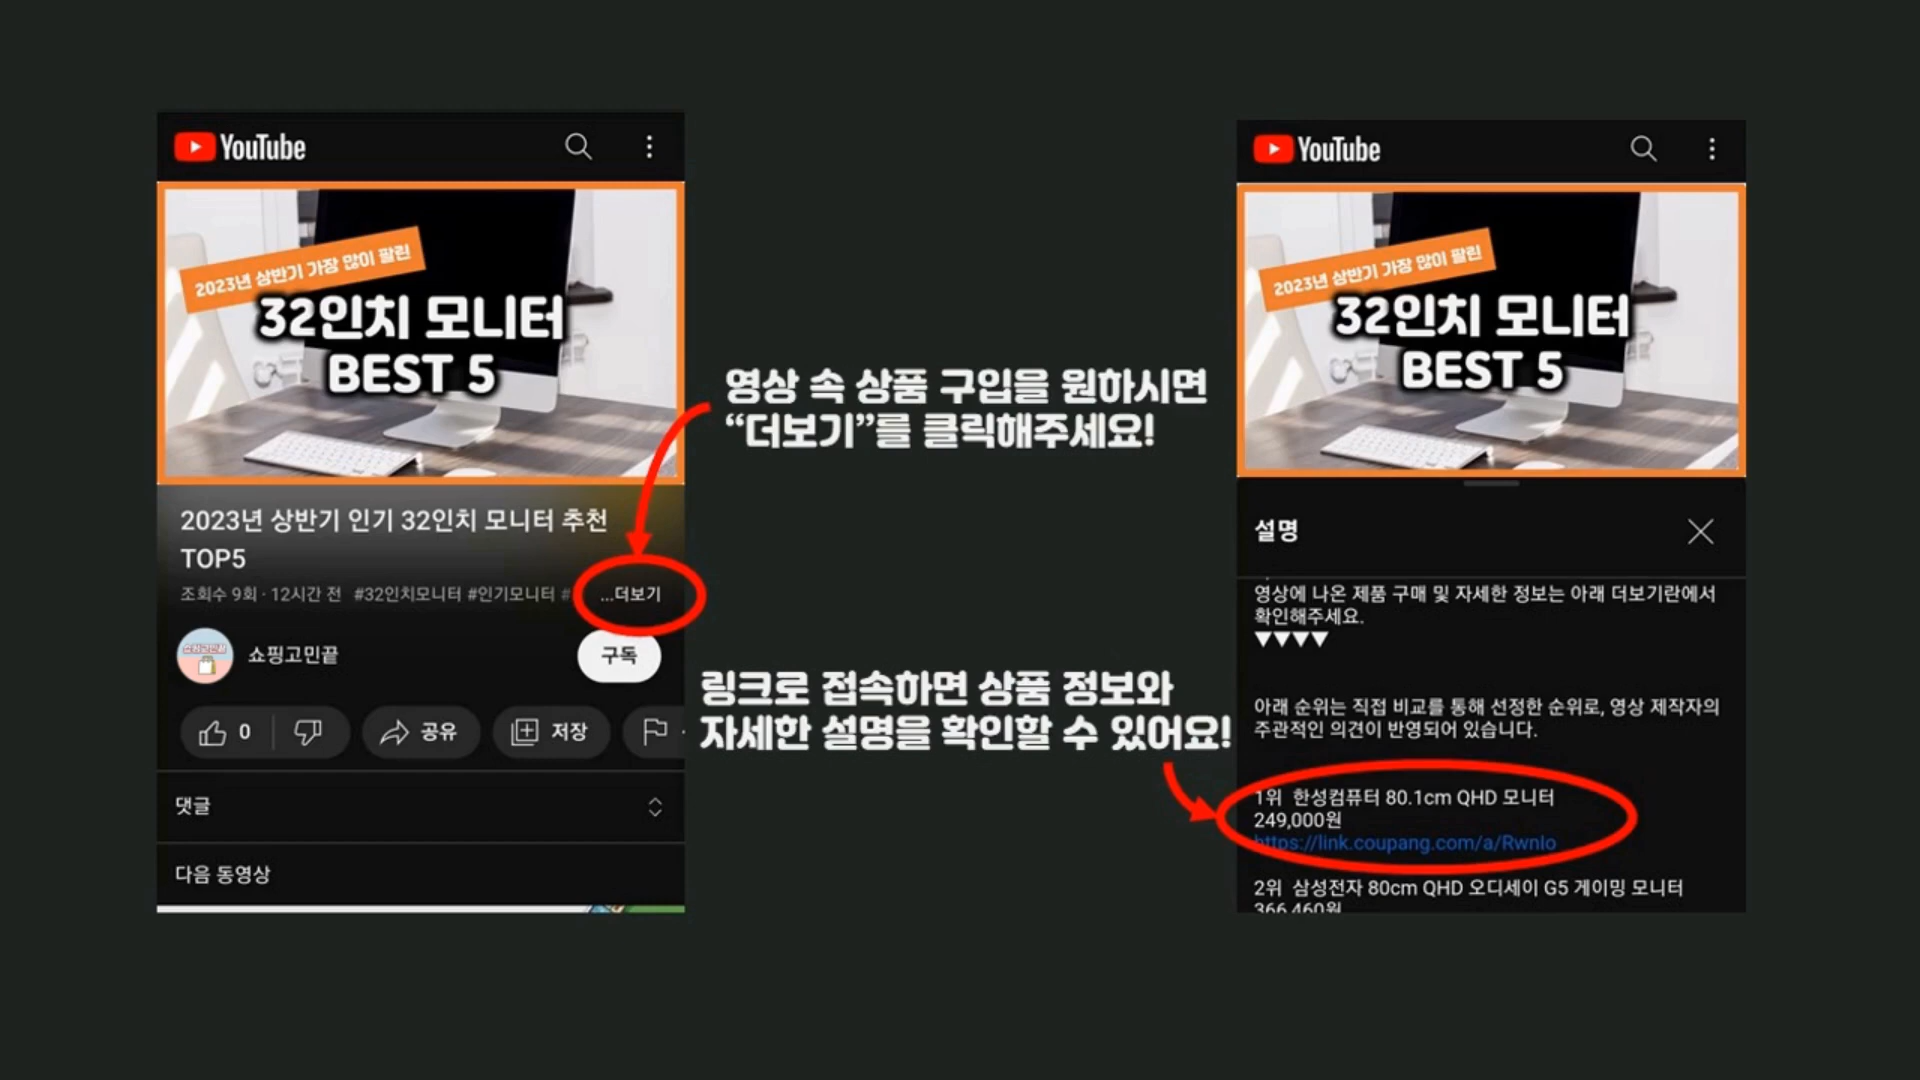 YouTube
2023년 상반기 가장 많이 팔린
32인치 모니터
BEST 5
2023년 상반기 인기 32인치 모니터 추천
TOP5
조회수 9회 · 12시간 전 #32인치모니터 #인기모니터 # ...더보기
쇼핑고민끝
쇼핑고민끝
구독
0
공유
저장
댓글
다음 동영상
영상 속 상품 구입을 원하시면
“더보기”를 클릭해주세요!
링크로 접속하면 상품 정보와
자세한 설명을 확인할 수 있어요!
YouTube
2023년 상반기 가장 많이 팔린
32인치 모니터
BEST 5
설명
영상에 나온 제품 구매 및 자세한 정보는 아래 더보기란에서
확인해주세요.
▼▼▼▼
아래 순위는 직접 비교를 통해 선정한 순위로, 영상 제작자의
주관적인 의견이 반영되어 있습니다.
1위 한성컴퓨터 80.1cm QHD 모니터
249,000원
https://link.coupang.com/a/Rwnlo
2위 삼성전자 80cm QHD 오디세이 G5 게이밍 모니터
366,460원